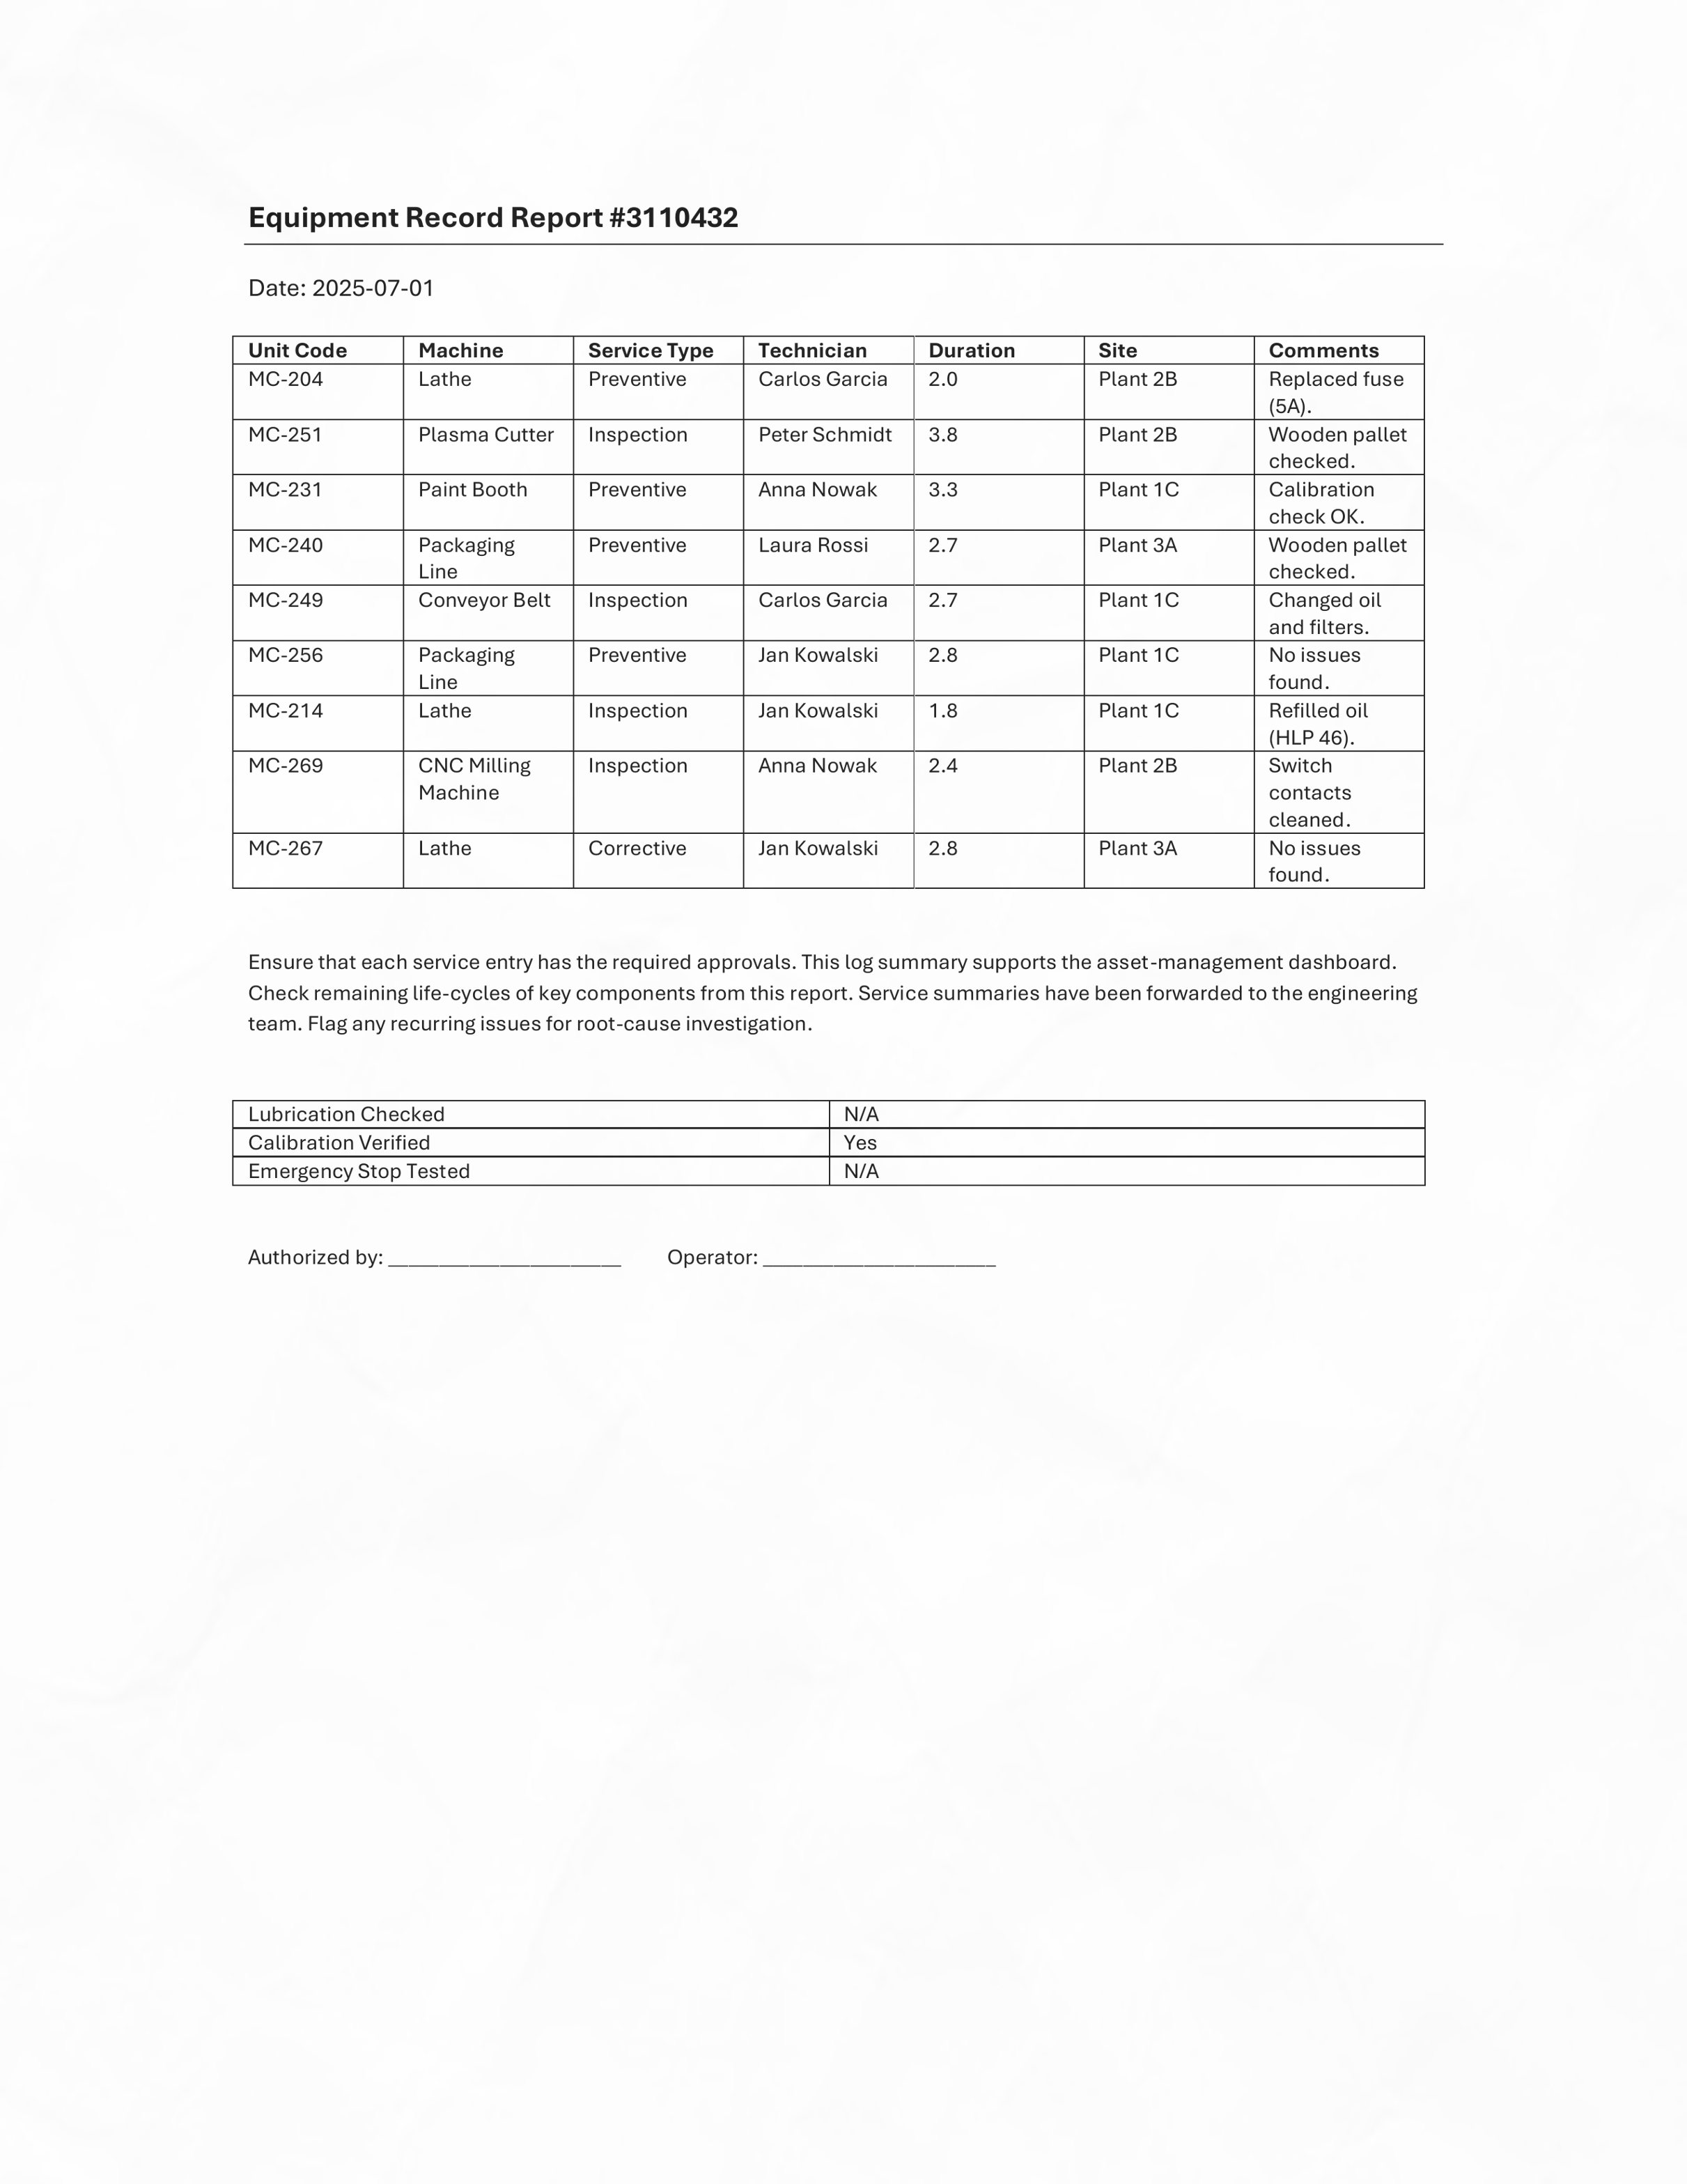 Equipment Record Report #3110432
Date: 2025-07-01
Unit Code Machine Service Type Technician Duration Site Comments
MC-204 Lathe Preventive Carlos Garcia 2.0 Plant 2B Replaced fuse
(5A).
MC-251 Plasma Cutter Inspection Peter Schmidt 3.8 Plant 2B Wooden pallet
checked.
MC-231 Paint Booth Preventive Anna Nowak 3.3 Plant 1C Calibration
check OK.
MC-240 Packaging Preventive Laura Rossi 2.7 Plant 3A Wooden pallet
Line checked.
MC-249 Conveyor Belt Inspection Carlos Garcia 2.7 Plant 1C Changed oil
and filters.
MC-256 Packaging Preventive Jan Kowalski 2.8 Plant 1C No issues
Line found.
MC-214 Lathe Inspection Jan Kowalski 1.8 Plant 1C Refilled oil
(HLP 46).
MC-269 CNC Milling Inspection Anna Nowak 2.4 Plant 2B Switch
Machine contacts
cleaned.
MC-267 Lathe Corrective Jan Kowalski 2.8 Plant 3A No issues
found.
Ensure that each service entry has the required approvals. This log summary supports the asset-management dashboard.
Check remaining life-cycles of key components from this report. Service summaries have been forwarded to the engineering
team. Flag any recurring issues for root-cause investigation.
Lubrication Checked N/A
Calibration Verified Yes
Emergency Stop Tested N/A
Authorized by: ______________________ Operator: ______________________